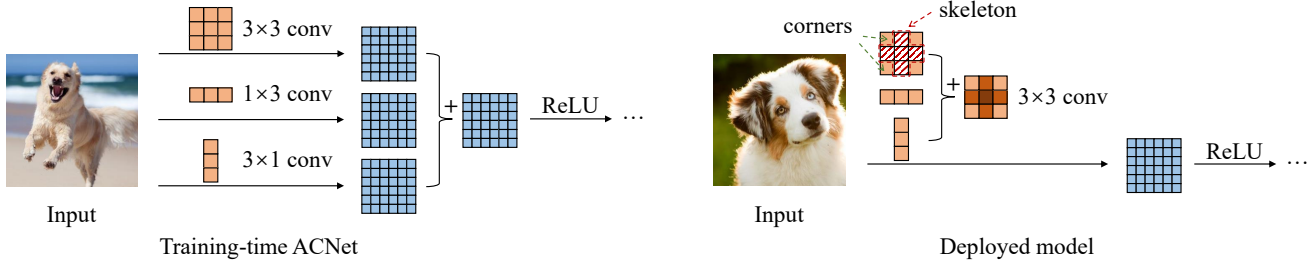 3×3 conv
1×3 conv
3×1 conv
+
ReLU
...
Input
Training-time ACNet
skeleton
corners
+
3×3 conv
ReLU
...
Input
Deployed model